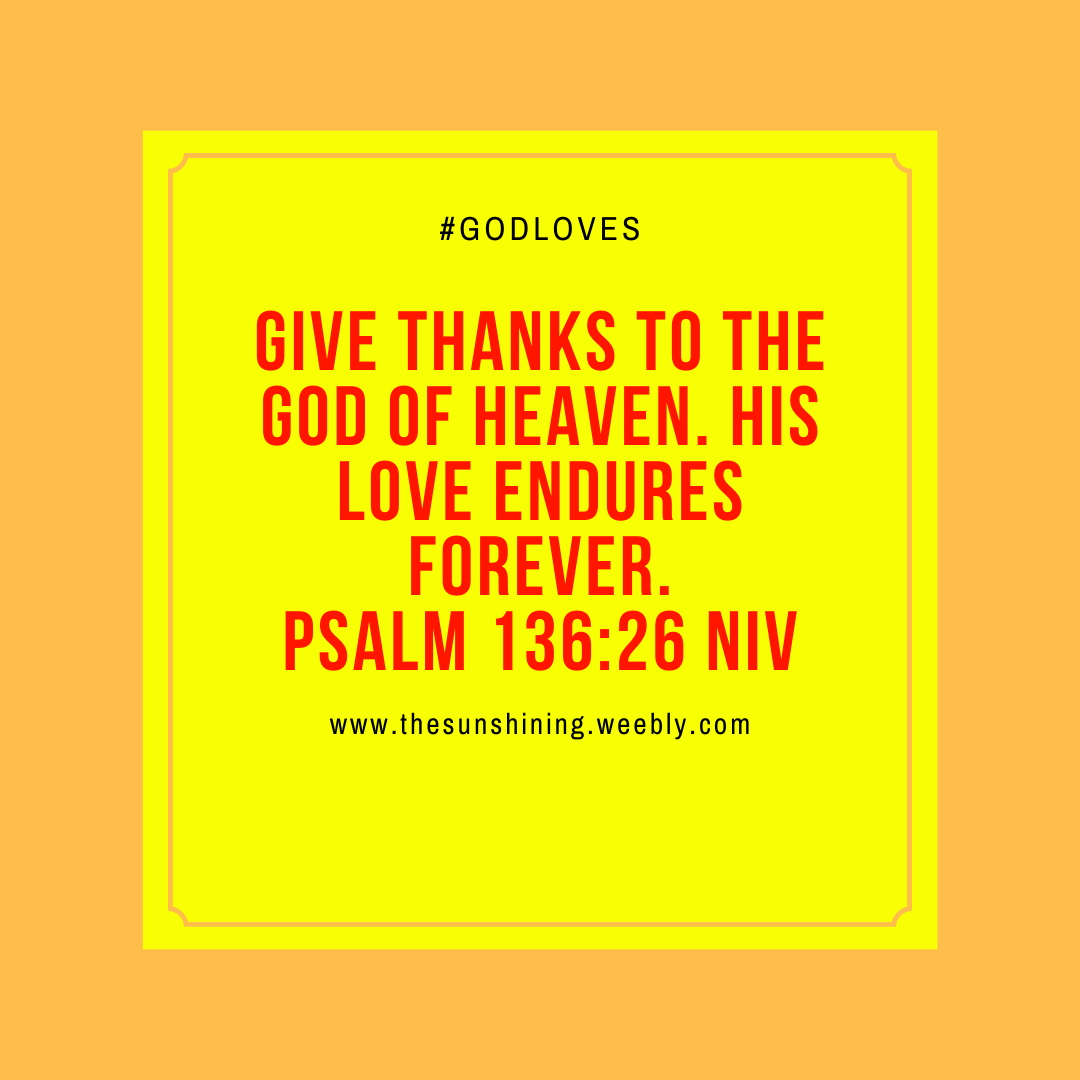 #GODLOVES
GIVE THANKS TO THE
GOD OF HEAVEN. HIS
LOVE ENDURES
FOREVER.
PSALM 136:26 NIV
www.thesunshining.weebly.com